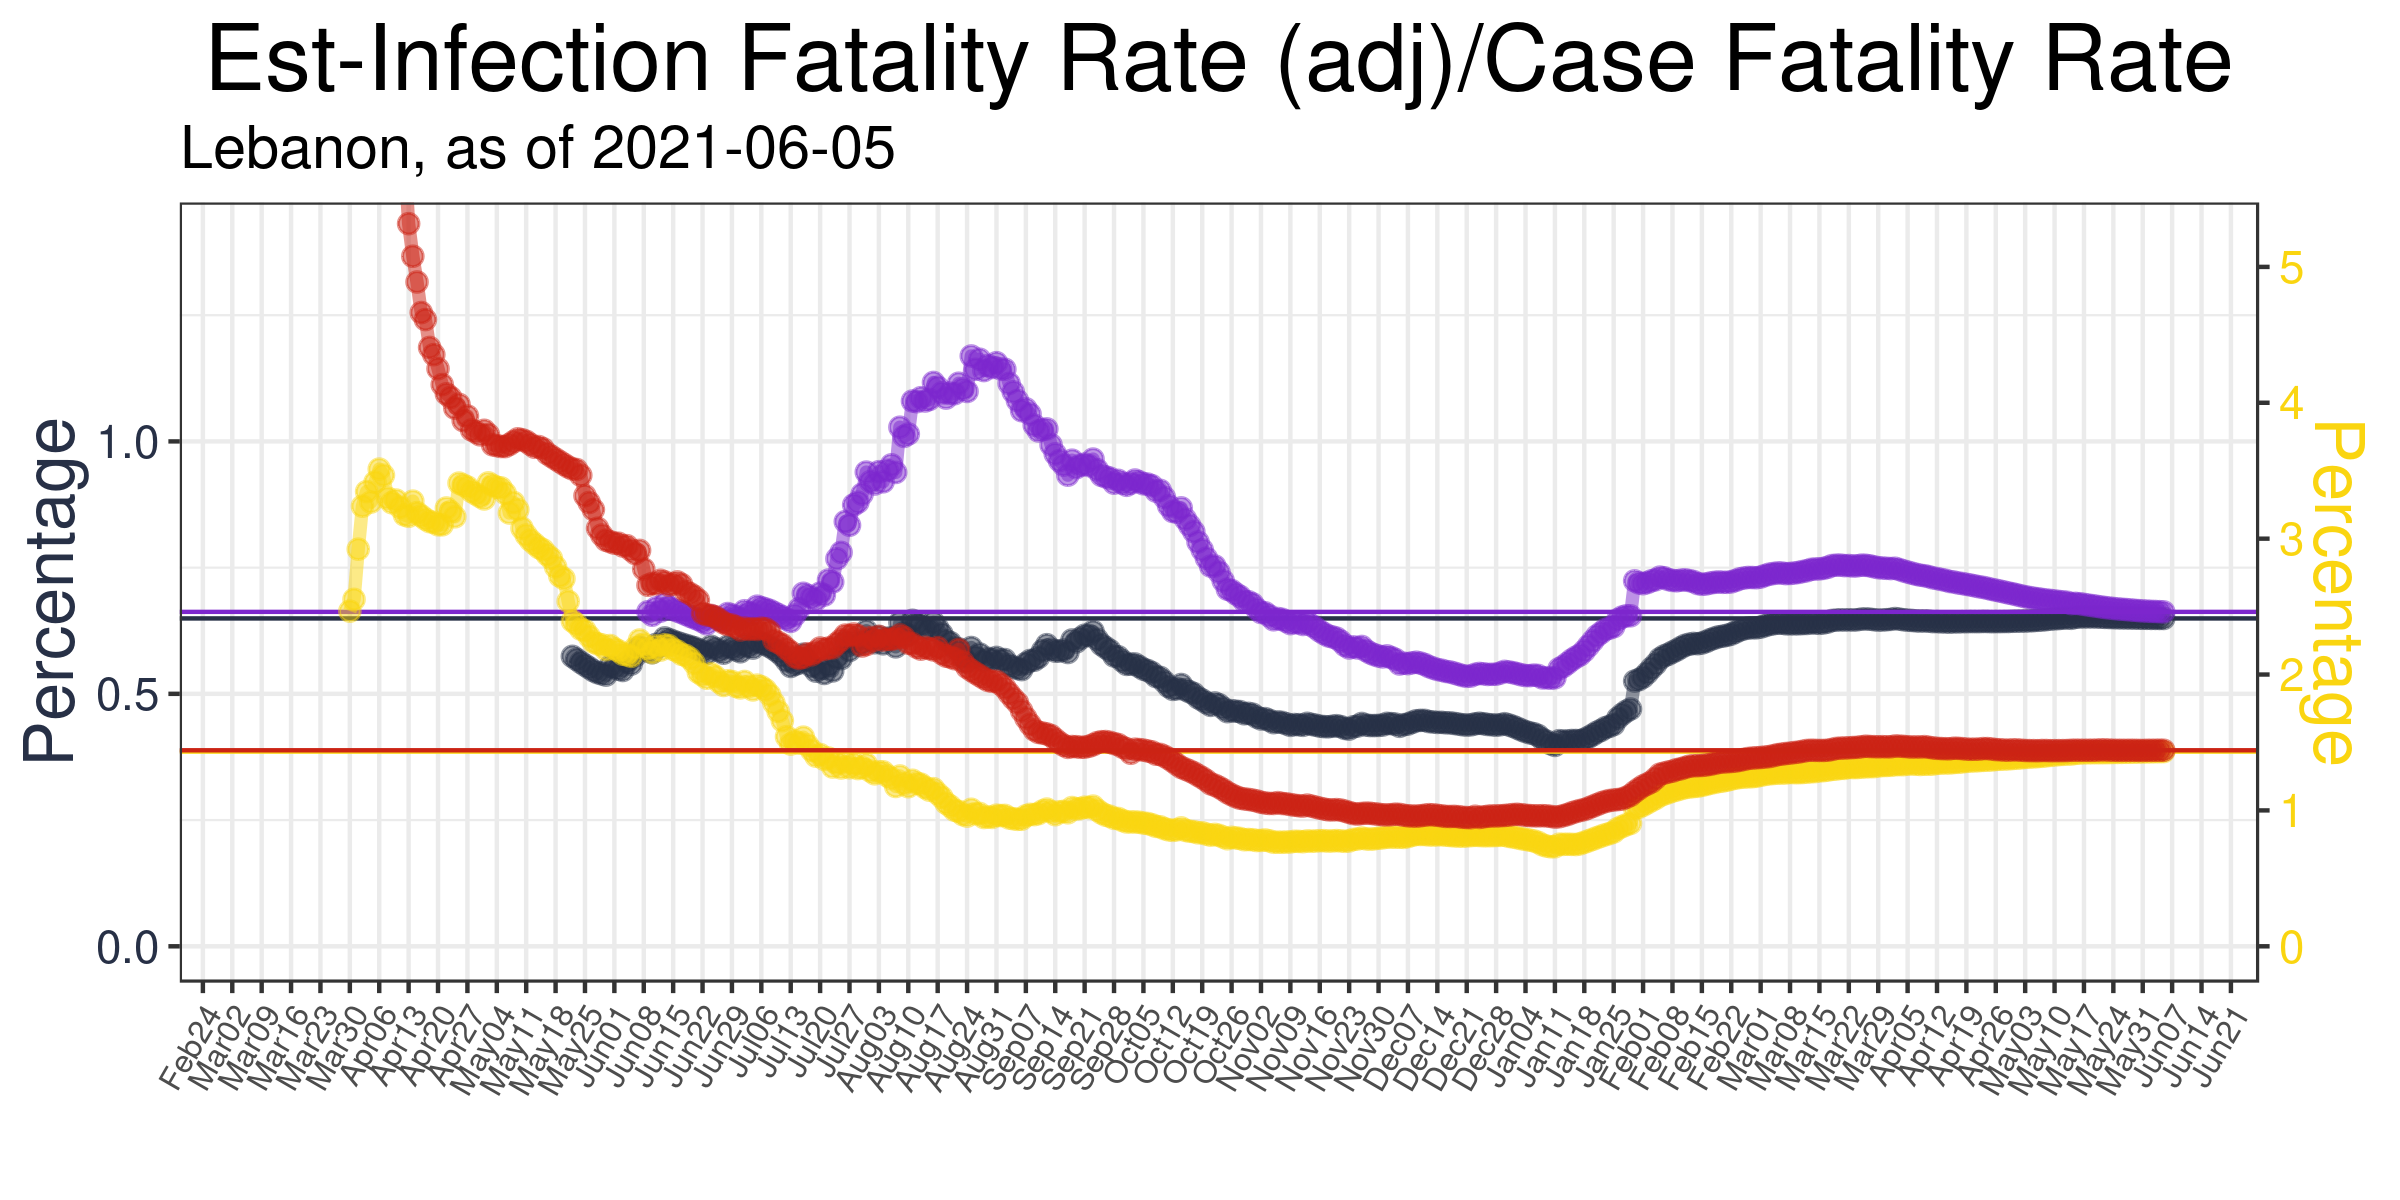 Est-Infection Fatality Rate (adj)/Case Fatality Rate
Lebanon, as of 2021-06-05
Percentage
1.0
0.5
0.0
5
4
3
2
1
0
Percentage
Feb24
Mar02
Mar09
Mar16
Mar23
Mar30
Apr06
Apr13
Apr20
Apr27
May04
May11
May18
May25
Jun01
Jun08
Jun15
Jun22
Jun29
Jul06
Jul13
Jul20
Jul27
Aug03
Aug10
Aug17
Aug24
Aug31
Sep07
Sep14
Sep21
Sep28
Oct05
Oct12
Oct19
Oct26
Nov02
Nov09
Nov16
Nov23
Nov30
Dec07
Dec14
Dec21
Dec28
Jan04
Jan11
Jan18
Jan25
Feb01
Feb08
Feb15
Feb22
Mar01
Mar08
Mar15
Mar22
Mar29
Apr05
Apr12
Apr19
Apr26
May03
May10
May17
May24
May31
Jun07
Jun14
Jun21